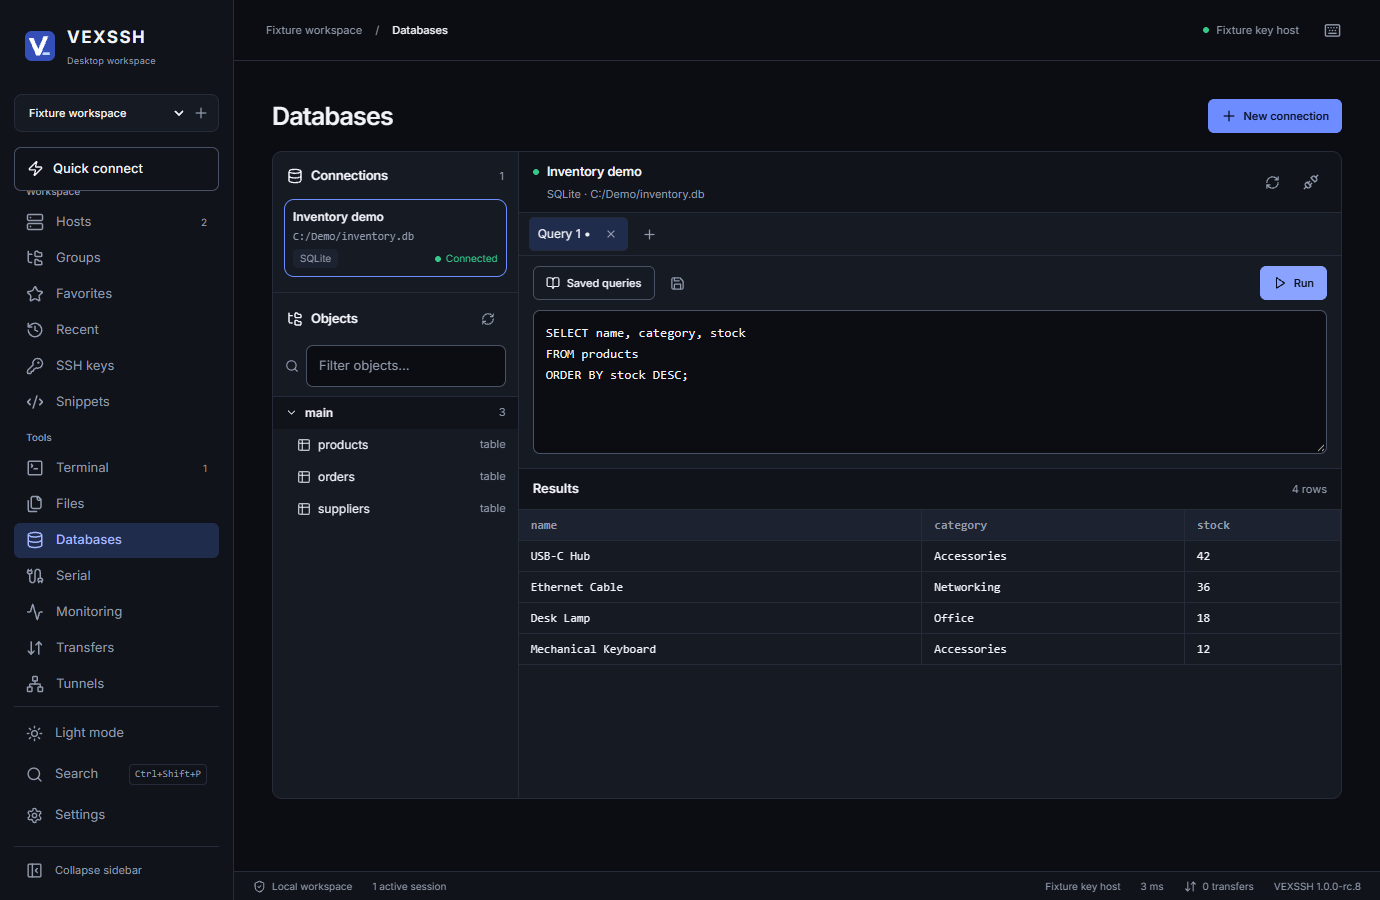 VEXSSH
Desktop workspace
Fixture workspace
Quick connect
Workspace
Hosts 2
Groups
Favorites
Recent
SSH keys
Snippets
Tools
Terminal 1
Files
Databases
Serial
Monitoring
Transfers
Tunnels
Light mode
Search Ctrl+Shift+P
Settings
Collapse sidebar
Fixture workspace / Databases
Fixture key host
Databases
New connection
Connections 1
Inventory demo
C:/Demo/inventory.db
SQLite Connected
Objects
Filter objects...
main 3
products table
orders table
suppliers table
Inventory demo
SQLite · C:/Demo/inventory.db
Query 1 •
Saved queries
Run
SELECT name, category, stock
FROM products
ORDER BY stock DESC;
Results 4 rows
name category stock
USB-C Hub Accessories 42
Ethernet Cable Networking 36
Desk Lamp Office 18
Mechanical Keyboard Accessories 12
Local workspace 1 active session
Fixture key host 3 ms 0 transfers VEXSSH 1.0.0-rc.8